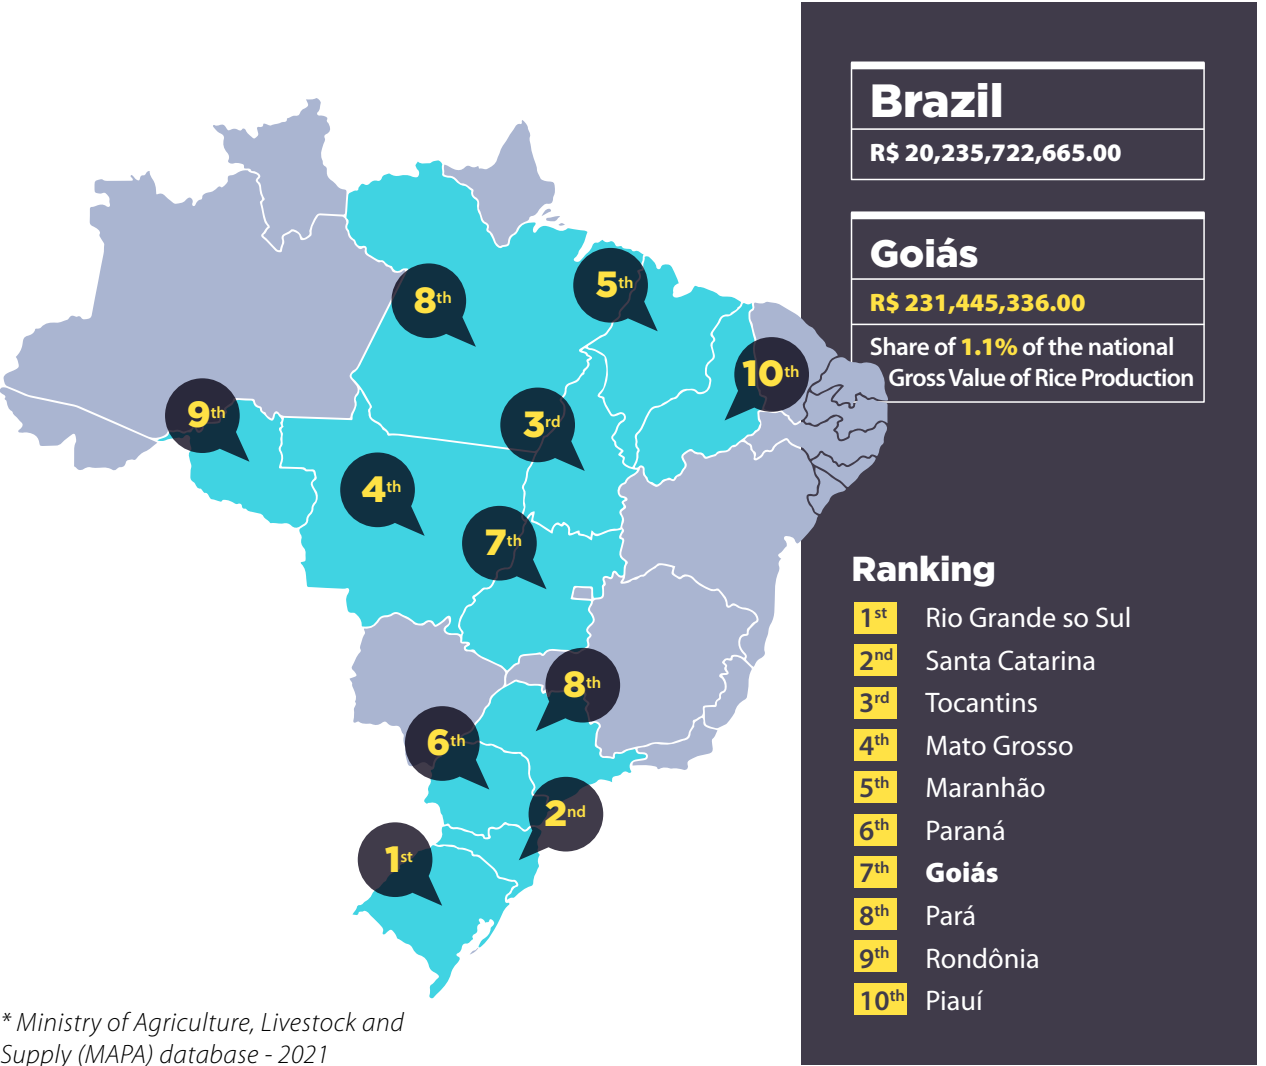 Brazil
R$ 20,235,722,665.00
Goiás
R$ 231,445,336.00
Share of 1.1% of the national
Gross Value of Rice Production
8th
5th
10th
9th
3rd
4th
7th
8th
6th
2nd
1st
Ranking
1st Rio Grande so Sul
2nd Santa Catarina
3rd Tocantins
4th Mato Grosso
5th Maranhão
6th Paraná
7th Goiás
8th Pará
9th Rondônia
10th Piauí
* Ministry of Agriculture, Livestock and
Supply (MAPA) database - 2021